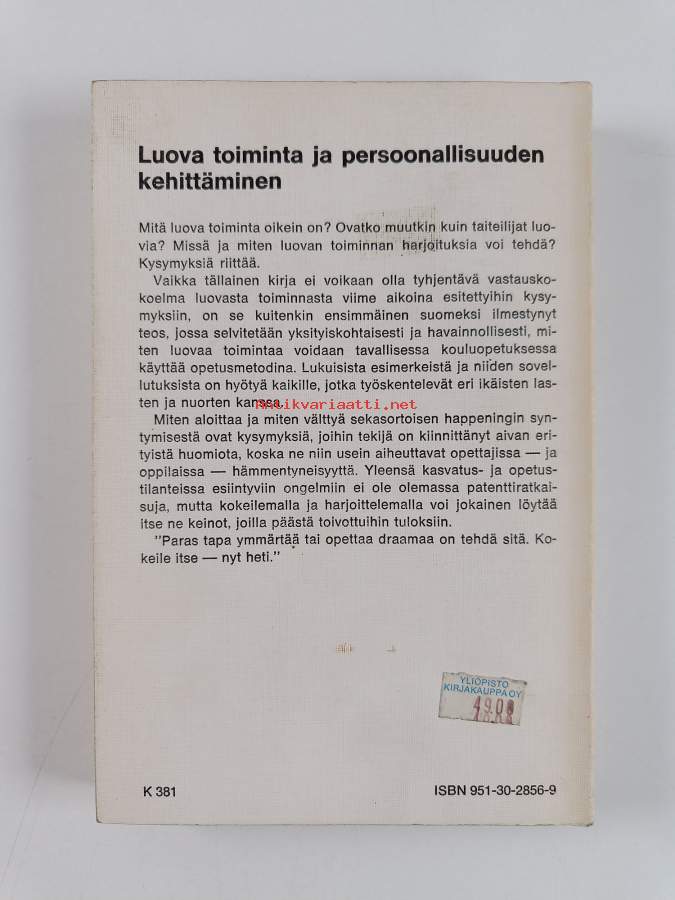 Luova toiminta ja persoonallisuuden
kehittäminen
Mitä luova toiminta oikein on? Ovatko muutkin kuin taiteilijat luo-
via? Missä ja miten luovan toiminnan harjoituksia voi tehdä?
Kysymyksiä riittää.
Vaikka tällainen kirja ei voikaan olla tyhjentävä vastausko-
koelma luovasta toiminnasta viime aikoina esitettyihin kysy-
myksiin, on se kuitenkin ensimmäinen suomeksi ilmestynyt
teos, jossa selvitetään yksityiskohtaisesti ja havainnollisesti, mi-
ten luovaa toimintaa voidaan tavallisessa kouluopetuksessa
käyttää opetusmetodina. Lukuisista esimerkeistä ja niiden sovel-
lutuksista on hyötyä kaikille, jotka työskentelevät eri ikäisten las-
ten ja nuorten kanssa.
Antikvariaatti.net
Miten aloittaa ja miten välttyä sekasortoisen happeningin syn-
tymisestä ovat kysymyksiä, joihin tekijä on kiinnittänyt aivan eri-
tyistä huomiota, koska ne niin usein aiheuttavat opettajissa — ja
oppilaissa — hämmentyneisyyttä. Yleensä kasvatus- ja opetus-
tilanteissa esiintyviin ongelmiin ei ole olemassa patenttiratkai-
suja, mutta kokeilemalla ja harjoittelemalla voi jokainen löytää
itse ne keinot, joilla päästä toivottuihin tuloksiin.
"Paras tapa ymmärtää tai opettaa draamaa on tehdä sitä. Ko-
keile itse — nyt heti."
YLIOPISTO
KIRJAKAUPPA OY
K 381
ISBN 951-30-2856-9